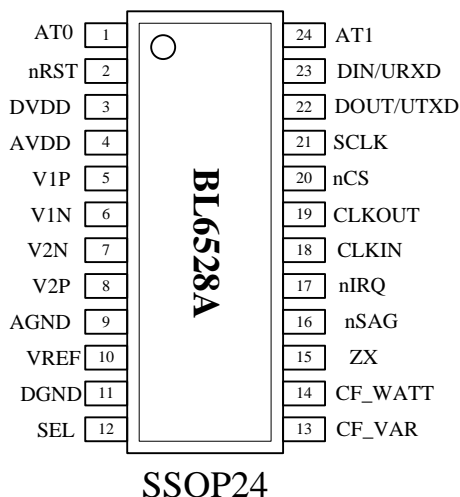 AT0 1 24 AT1
nRST 2 23 DIN/URXD
DVDD 3 22 DOUT/UTXD
AVDD 4 21 SCLK
V1P 5 20 nCS
V1N 6 19 CLKOUT
V2N 7 18 CLKIN
V2P 8 17 nIRQ
AGND 9 16 nSAG
VREF 10 15 ZX
DGND 11 14 CF_WATT
SEL 12 13 CF_VAR
BL6528A
SSOP24